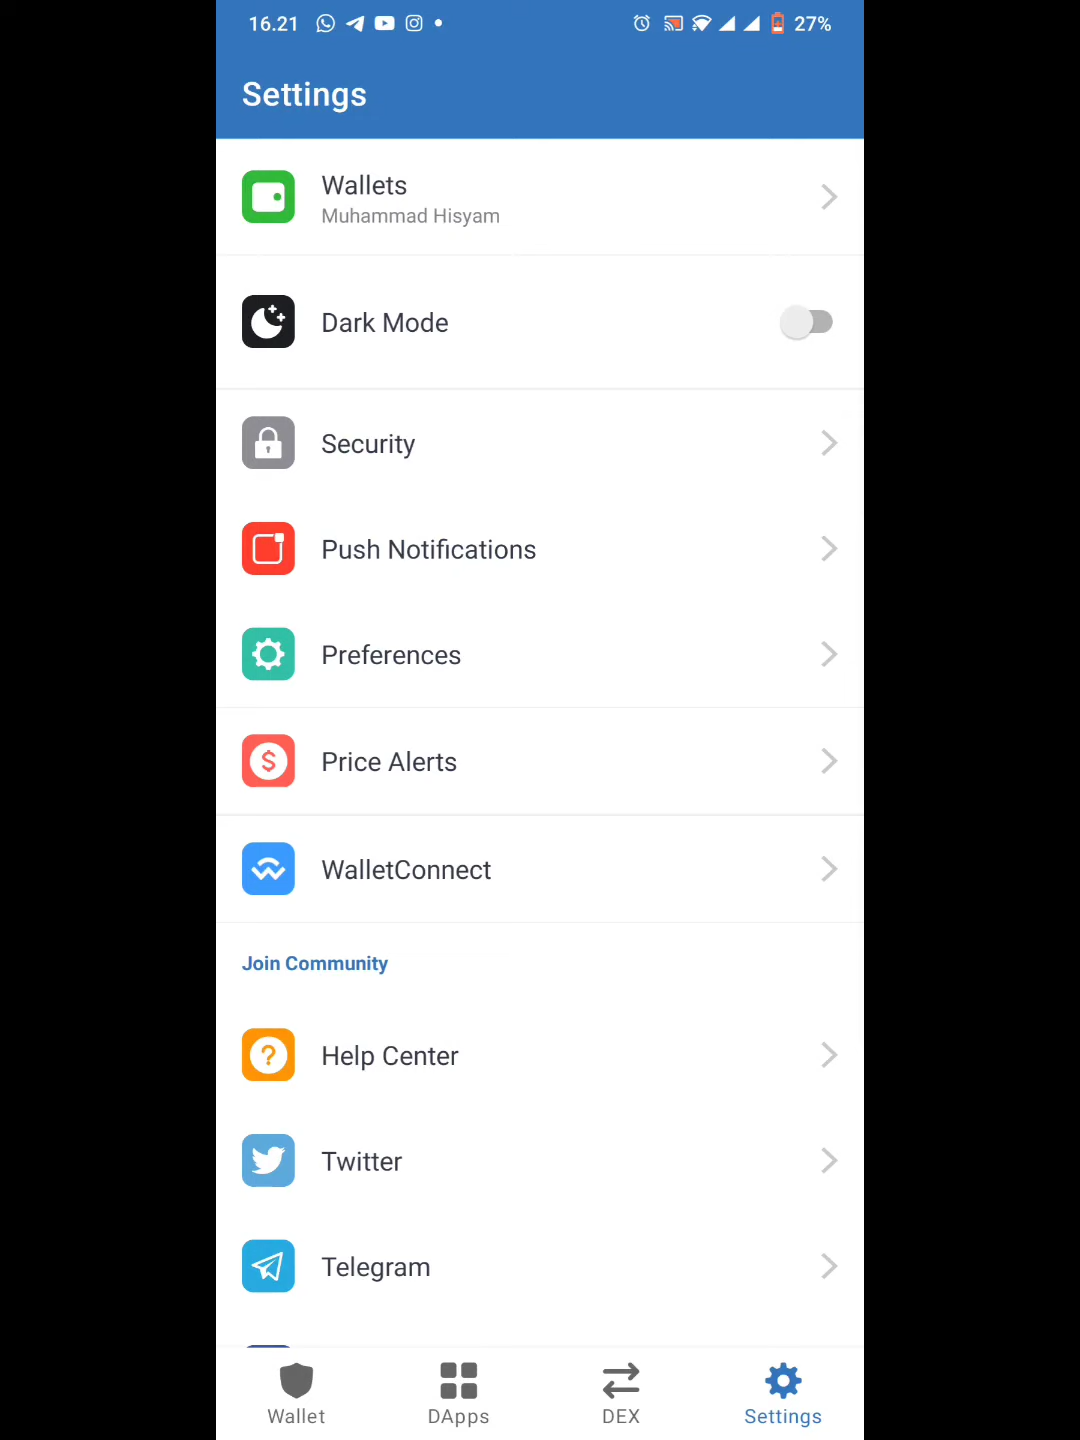 16.21
27%
Settings
Wallets
Muhammad Hisyam
Dark Mode
Security
Push Notifications
Preferences
Price Alerts
WalletConnect
Join Community
Help Center
Twitter
Telegram
Wallet
DApps
DEX
Settings